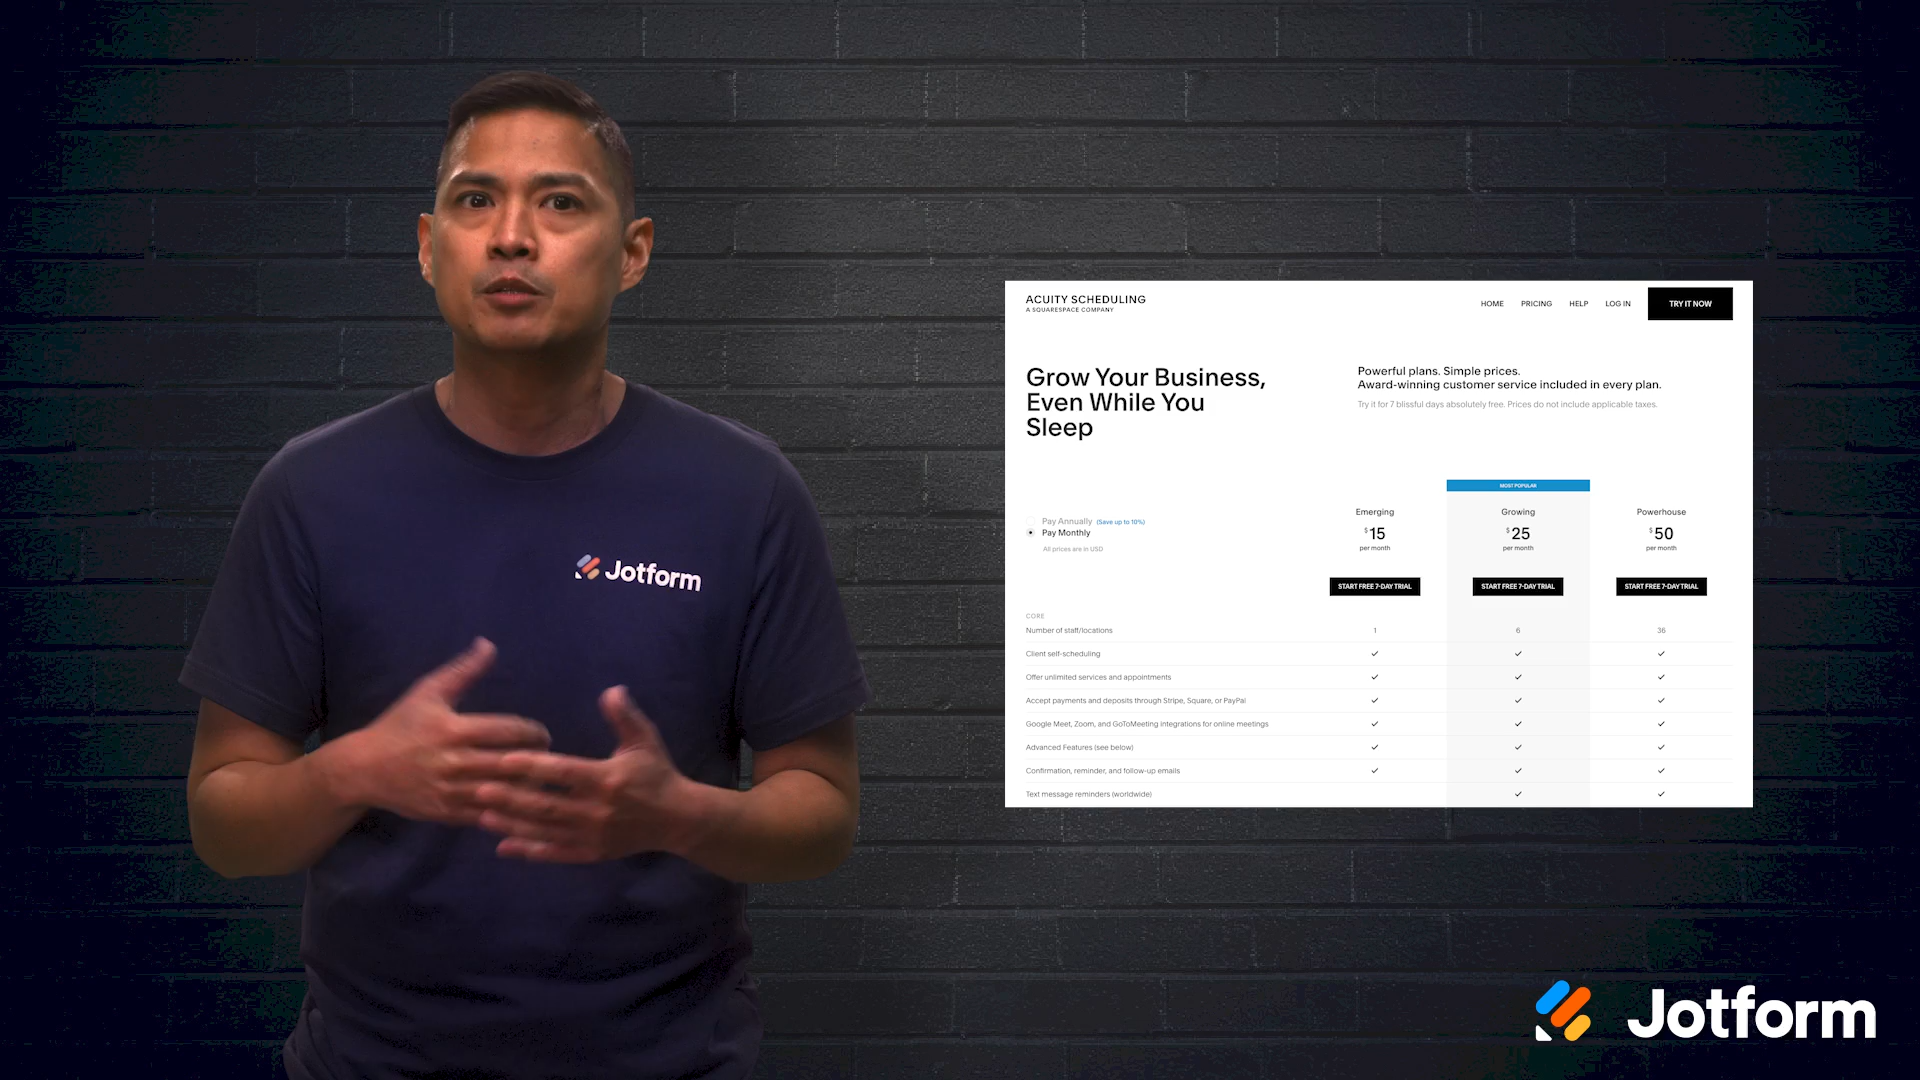 Jotform
ACUITY SCHEDULING
A SQUARESPACE COMPANY
HOME PRICING HELP LOG IN TRY IT NOW
Grow Your Business,
Even While You
Sleep
Powerful plans. Simple prices.
Award-winning customer service included in every plan.
Try it for 7 blissful days absolutely free. Prices do not include applicable taxes.
MOST POPULAR
Pay Annually (Save up to 10%)
Pay Monthly
All prices are in USD
Emerging Growing Powerhouse
$15 $25 $50
per month per month per month
START FREE 7-DAY TRIAL START FREE 7-DAY TRIAL START FREE 7-DAY TRIAL
CORE
Number of staff/locations 1 6 36
Client self-scheduling
Offer unlimited services and appointments
Accept payments and deposits through Stripe, Square, or PayPal
Google Meet, Zoom, and GoToMeeting integrations for online meetings
Advanced Features (see below)
Confirmation, reminder, and follow-up emails
Text message reminders (worldwide)
Jotform